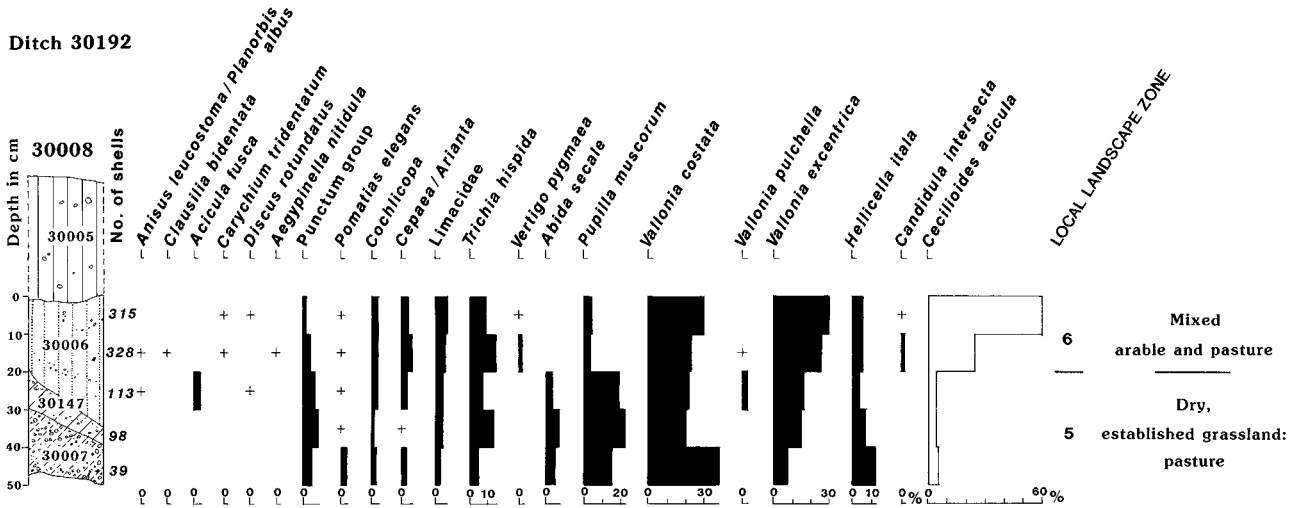 Ditch 30192
Depth in cm
30008
No. of shells
Anisus leucostoma/Planorbis
albus
Clausilia bidentata
Acicula fusca
Carychium tridentatum
Discus rotundatus
Aegypinella nitidula
Punctum group
Pomatias elegans
Cochlicopa
Cepaea/Arianta
Limacidae
Trichia hispida
Vertigo pygmaea
Abida secale
Pupilla muscorum
Vallonia costata
Vallonia pulchella
Vallonia excentrica
Hellicella itala
Candidula intersecta
Cecilioides acicula
LOCAL LANDSCAPE ZONE
30005
0
10
20
30
40
50
30006
30147
30007
315
328
113
98
39
+ + +
+ +
+ + + + + +
+ + +
+ +
6
Mixed
arable and pasture
5
Dry,
established grassland:
pasture
0 0 0 0 0 0 0 0 0 0 0 0 10 0 0 0 20 0 30 0 0 30 0 10 0 % 0 60 %